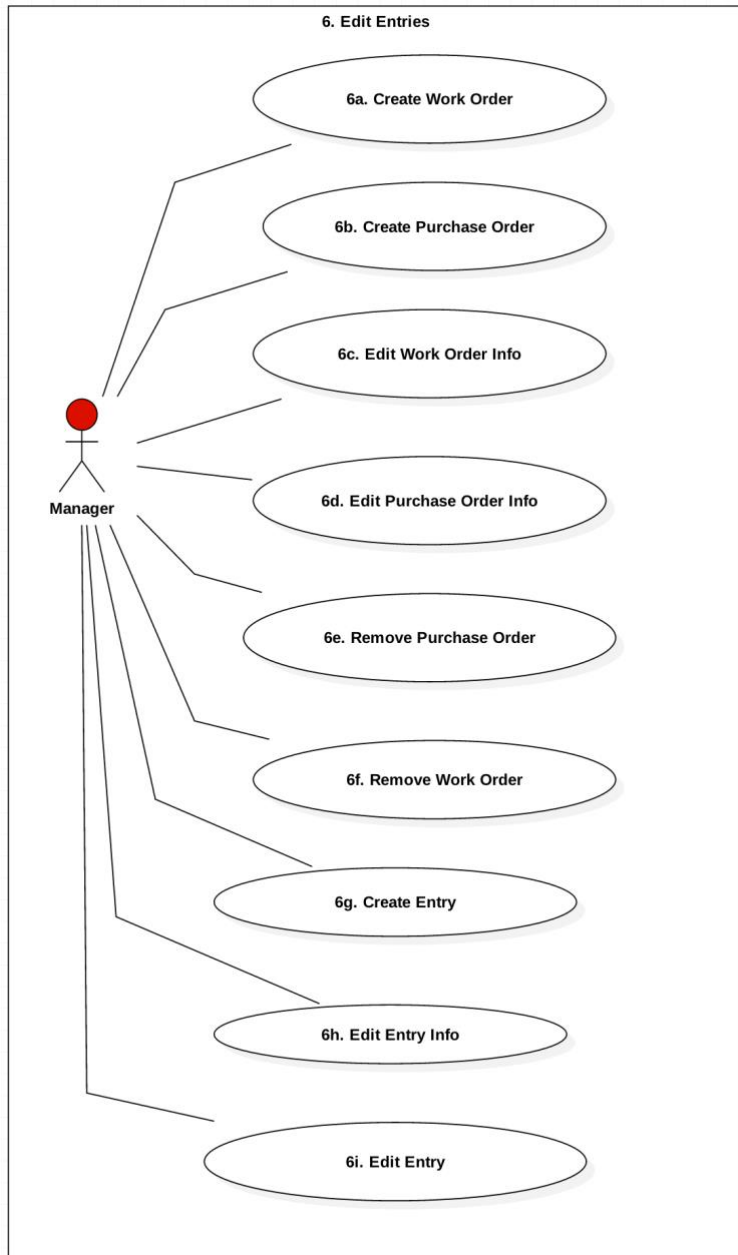 6. Edit Entries
6a. Create Work Order
6b. Create Purchase Order
6c. Edit Work Order Info
6d. Edit Purchase Order Info
Manager
6e. Remove Purchase Order
6f. Remove Work Order
6g. Create Entry
6h. Edit Entry Info
6i. Edit Entry